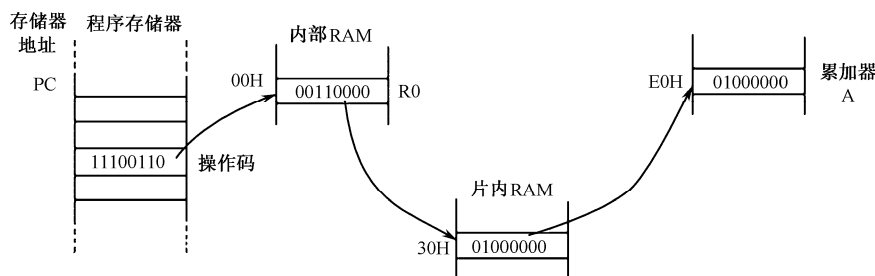 存储器
地址
程序存储器
PC
11100110
操作码
内部RAM
00H
00110000
R0
片内RAM
30H
01000000
E0H
01000000
累加器
A